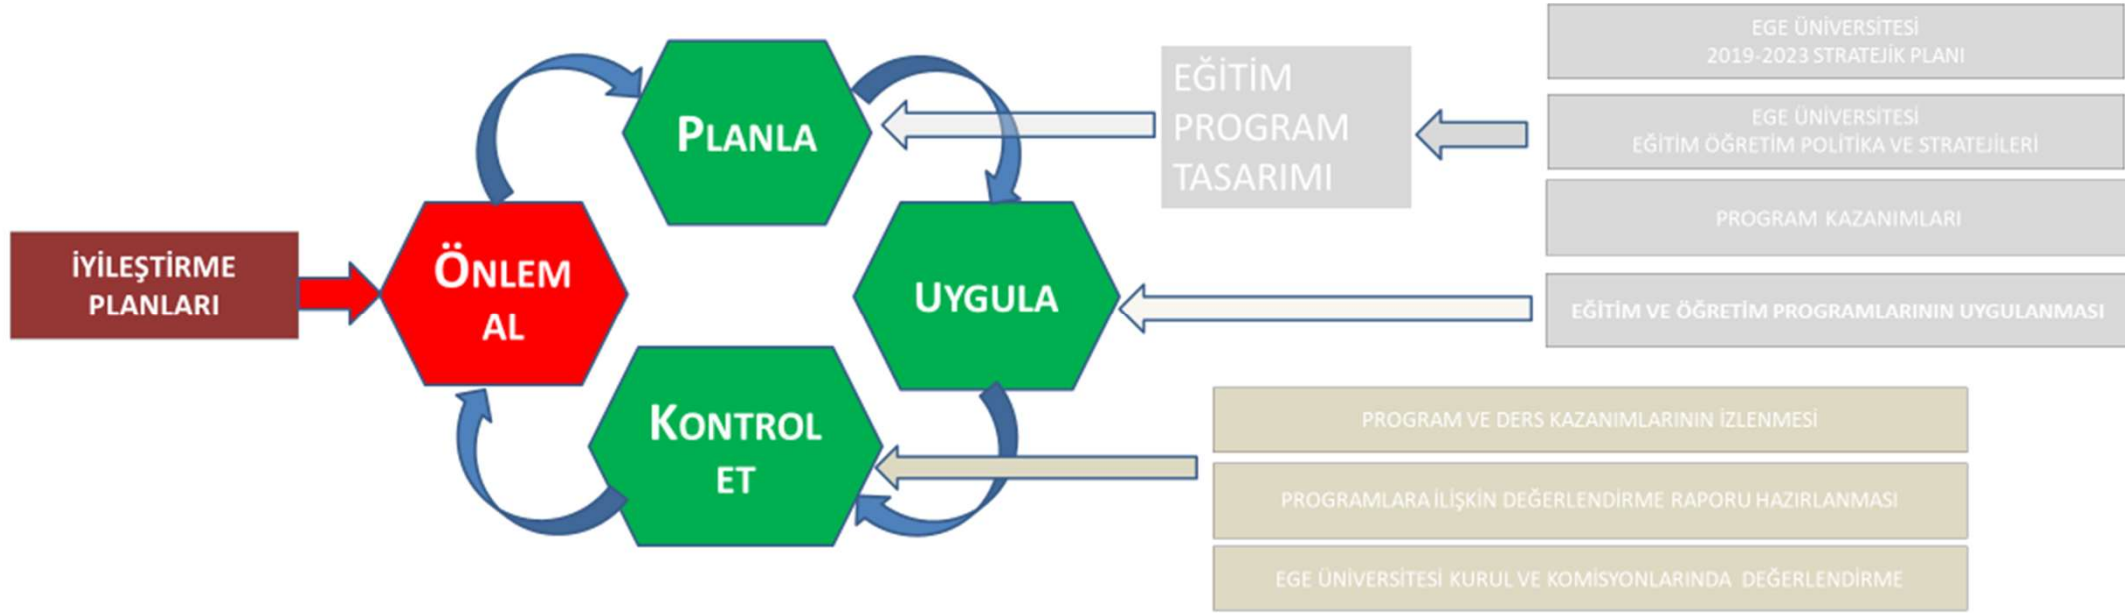 EGE ÜNİVERSİTESİ
2019-2023 STRATEJİK PLANI
EĞİTİM
PROGRAM
TASARIMI
EGE ÜNİVERSİTESİ
EĞİTİM ÖĞRETİM POLİTİKA VE STRATEJİLERİ
PLANLA
PROGRAM KAZANIMLARI
İYİLEŞTİRME
PLANLARI
ÖNLEM
AL
UYGULA
EĞİTİM VE ÖĞRETİM PROGRAMLARININ UYGULANMASI
KONTROL
ET
PROGRAM VE DERS KAZANIMLARININ İZLENMESİ
PROGRAMLARA İLİŞKİN DEĞERLENDİRME RAPORU HAZIRLANMASI
EGE ÜNİVERSİTESİ KURUL VE KOMİSYONLARINDA DEĞERLENDİRME